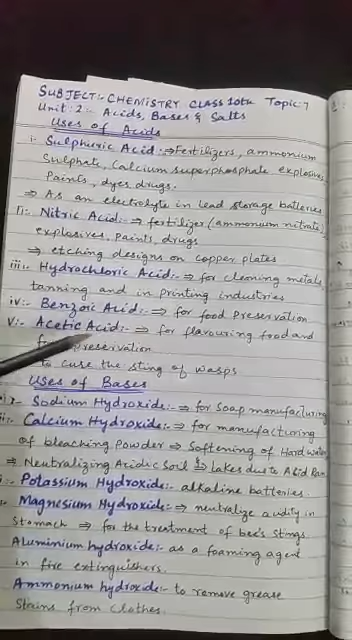 SUBJECT:- CHEMISTRY CLASS 10th Topic:7
Unit:2:- Acids, Bases & Salts
Uses of Acids
i- Sulphuric Acid:⇒ Fertilizers, ammonium
Sulphate, Calcium superphosphate explosives
Paints, dyes drugs.
⇒ As an electrolyte in lead storage batteries
ii- Nitric Acid:- ⇒ fertilizer (ammonium nitrate)
explosives, Paints, drugs
⇒ etching designs on copper plates
iii:- Hydrochloric Acid:- ⇒ for cleaning metals,
tanning and in printing industries
iv:- Benzoic Acid:- ⇒ for food Preservation
v:- Acetic Acid:- ⇒ for flavouring food and
Preservation
to cure the sting of wasps
Uses of Bases
Sodium Hydroxide:- ⇒ for Soap manufacturing
Calcium Hydroxide:- ⇒ for manufacturing
of bleaching Powder ⇒ Softening of Hard water
⇒ Neutralizing Acidic Soil ⇒ Lakes due to Acid Rain
Potassium Hydroxide:- alkaline batteries.
Magnesium Hydroxide:- ⇒ neutralize acidity in
Stomach ⇒ for the treatment of bee's stings.
Aluminium hydroxide:- as a foaming agent
in fire extinguishers.
Ammonium hydroxide:- to remove grease
Stains from clothes.